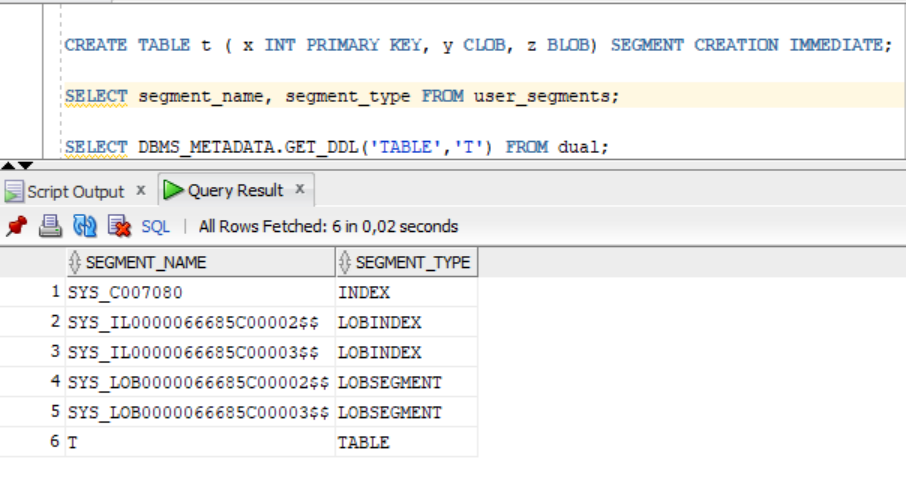 CREATE TABLE t ( x INT PRIMARY KEY, y CLOB, z BLOB) SEGMENT CREATION IMMEDIATE;
SELECT segment_name, segment_type FROM user_segments;
SELECT DBMS_METADATA.GET_DDL('TABLE','T') FROM dual;
Script Output x Query Result x
SQL | All Rows Fetched: 6 in 0,02 seconds
SEGMENT_NAME SEGMENT_TYPE
1 SYS_C007080 INDEX
2 SYS_IL0000066685C00002$$ LOBINDEX
3 SYS_IL0000066685C00003$$ LOBINDEX
4 SYS_LOB0000066685C00002$$ LOBSEGMENT
5 SYS_LOB0000066685C00003$$ LOBSEGMENT
6 T TABLE